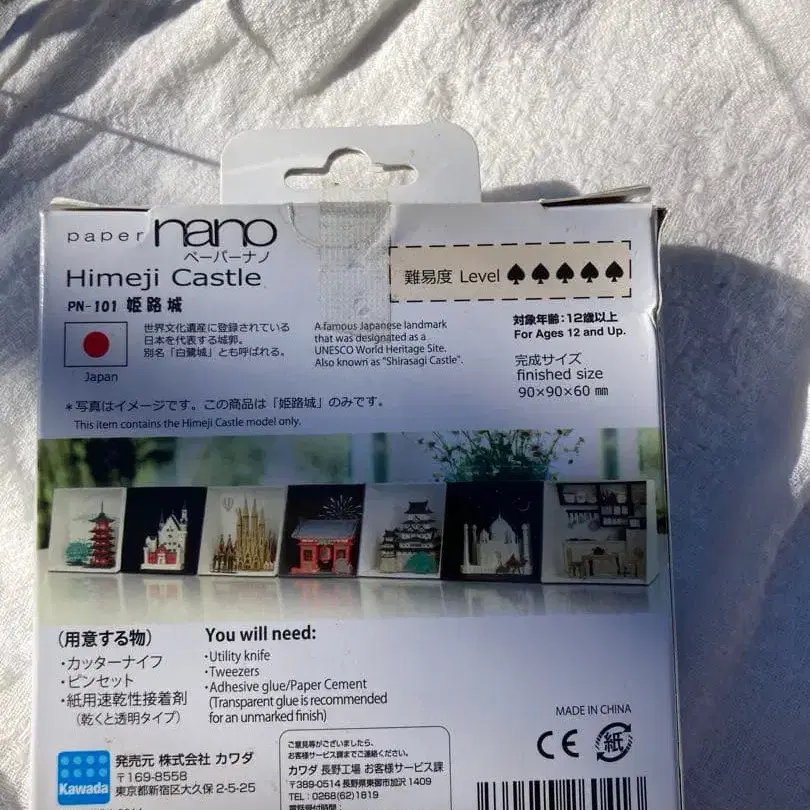 paper nano
ペーパーナノ
Himeji Castle
PN-101 姫路城
難易度 Level ♠♠♠♠♠
Japan
世界文化遺産に登録されている
日本を代表する城郭。
別名「白鷺城」とも呼ばれる。
A famous Japanese landmark
that was designated as a
UNESCO World Heritage Site.
Also known as "Shirasagi Castle".
対象年齢:12歳以上
For Ages 12 and Up.
完成サイズ
finished size
90×90×60 mm
*写真はイメージです。この商品は「姫路城」のみです。
This item contains the Himeji Castle model only.
(用意する物)
・カッターナイフ
・ピンセット
・紙用速乾性接着剤
(乾くと透明タイプ)
You will need:
・Utility knife
・Tweezers
・Adhesive glue/Paper Cement
(Transparent glue is recommended
for an unmarked finish)
MADE IN CHINA
CE 紙
Kawada
発売元 株式会社 カワダ
〒169-8558
東京都新宿区大久保 2-5-25
ご意見等がございましたら、
お客様サービス課までご連絡ください。
カワダ 長野工場 お客様サービス課
〒389-0514 長野県東御市加沢 1409
TEL:0268(62)1819